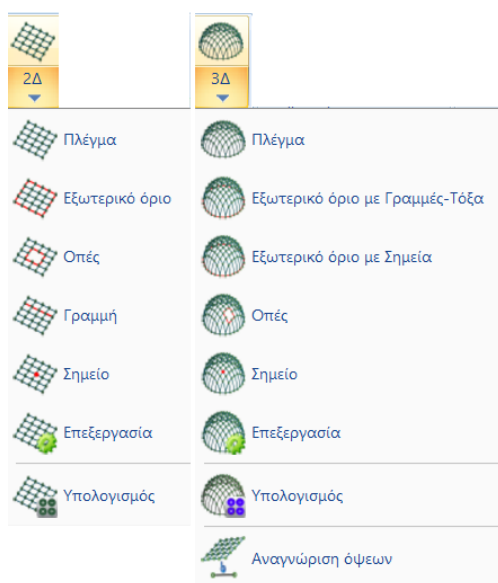 2Δ
Πλέγμα
Εξωτερικό όριο
Οπές
Γραμμή
Σημείο
Επεξεργασία
Υπολογισμός
3Δ
Πλέγμα
Εξωτερικό όριο με Γραμμές-Τόξα
Εξωτερικό όριο με Σημεία
Οπές
Σημείο
Επεξεργασία
Υπολογισμός
Αναγνώριση όψεων